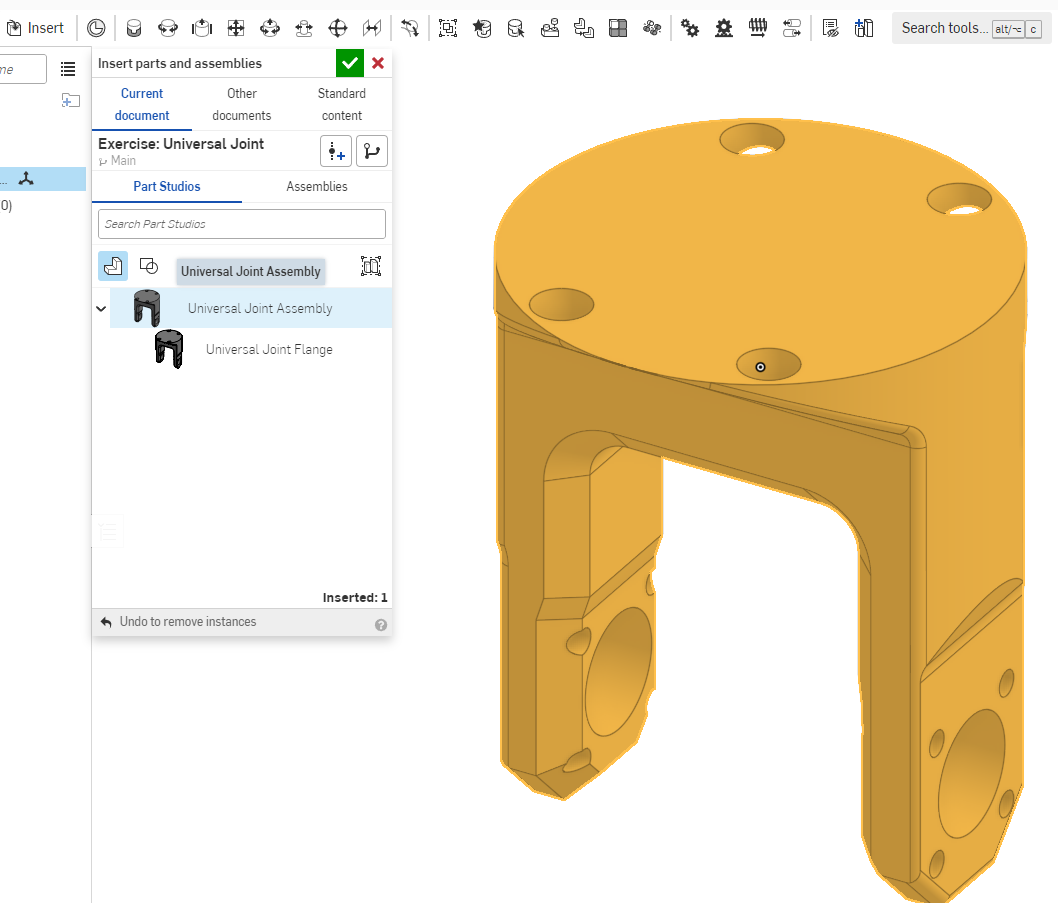 Insert
Search tools... alt/⌥ c
me
Insert parts and assemblies
Current document
Other documents
Standard content
Exercise: Universal Joint
Main
Part Studios
Assemblies
Search Part Studios
...
0)
Universal Joint Assembly
Universal Joint Assembly
Universal Joint Flange
Inserted: 1
Undo to remove instances
?